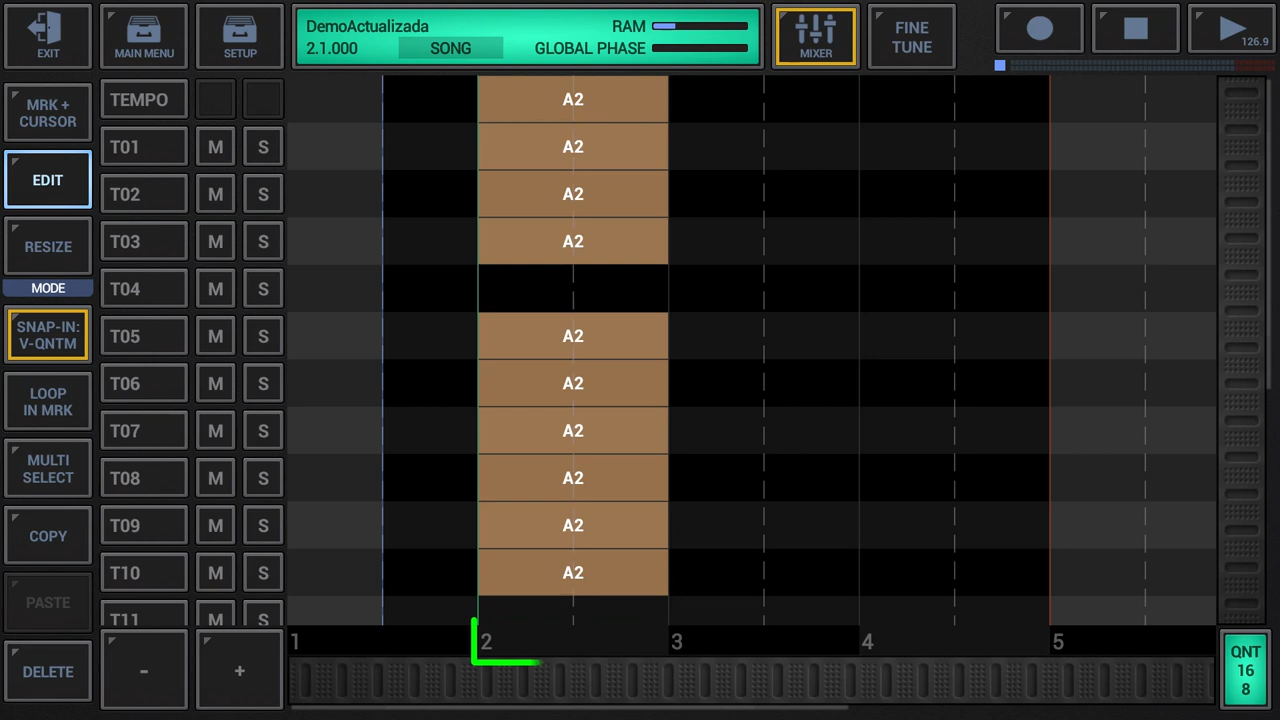 EXIT
MAIN MENU
SETUP
DemoActualizada RAM
2.1.000 SONG GLOBAL PHASE
MIXER
FINE
TUNE
126.9
MRK +
CURSOR
EDIT
RESIZE
MODE
SNAP-IN:
V-QNTM
LOOP
IN MRK
MULTI
SELECT
COPY
PASTE
DELETE
TEMPO A2
T01 M S A2
T02 M S A2
T03 M S A2
T04 M S
T05 M S A2
T06 M S A2
T07 M S A2
T08 M S A2
T09 M S A2
T10 M S A2
T11 M S
- +
1 2 3 4 5
QNT
16
8